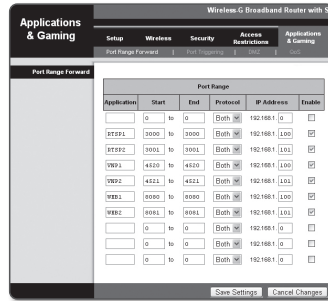 Wireless-G Broadband Router with S
Applications & Gaming
Setup Wireless Security Access Restrictions Applications & Gaming
Port Range Forward | Port Triggering | DMZ | QoS
Port Range Forward
Port Range
Application Start End Protocol IP Address Enable
0 to 0 Both 192.168.1. 0
RTSP1 3000 to 3000 Both 192.168.1. 100
RTSP2 3001 to 3001 Both 192.168.1. 101
VNP1 4520 to 4520 Both 192.168.1. 100
VNP2 4521 to 4521 Both 192.168.1. 101
WEB1 8080 to 8080 Both 192.168.1. 100
WEB2 8081 to 8081 Both 192.168.1. 101
0 to 0 Both 192.168.1. 0
0 to 0 Both 192.168.1. 0
0 to 0 Both 192.168.1. 0
Save Settings Cancel Changes